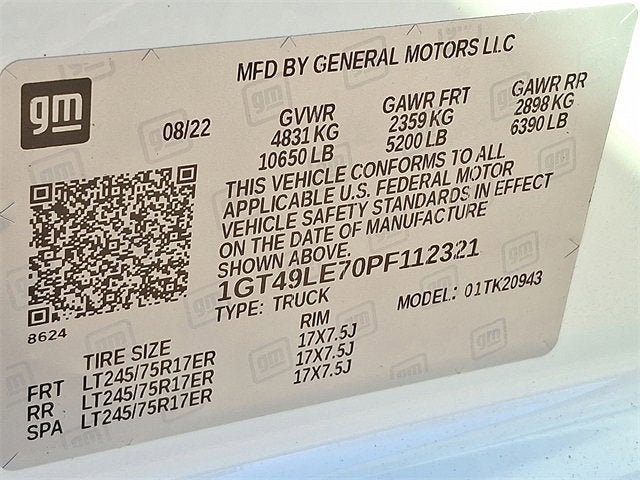 MFD BY GENERAL MOTORS LLC
gm
08/22
GVWR GAWR FRT GAWR RR
4831 KG 2359 KG 2898 KG
10650 LB 5200 LB 6390 LB
THIS VEHICLE CONFORMS TO ALL
APPLICABLE U.S. FEDERAL MOTOR
VEHICLE SAFETY STANDARDS IN EFFECT
ON THE DATE OF MANUFACTURE
SHOWN ABOVE.
1GT49LE70PF112321
TYPE: TRUCK MODEL: 01TK20943
8624
TIRE SIZE RIM
FRT LT245/75R17ER 17X7.5J
RR LT245/75R17ER 17X7.5J
SPA LT245/75R17ER 17X7.5J